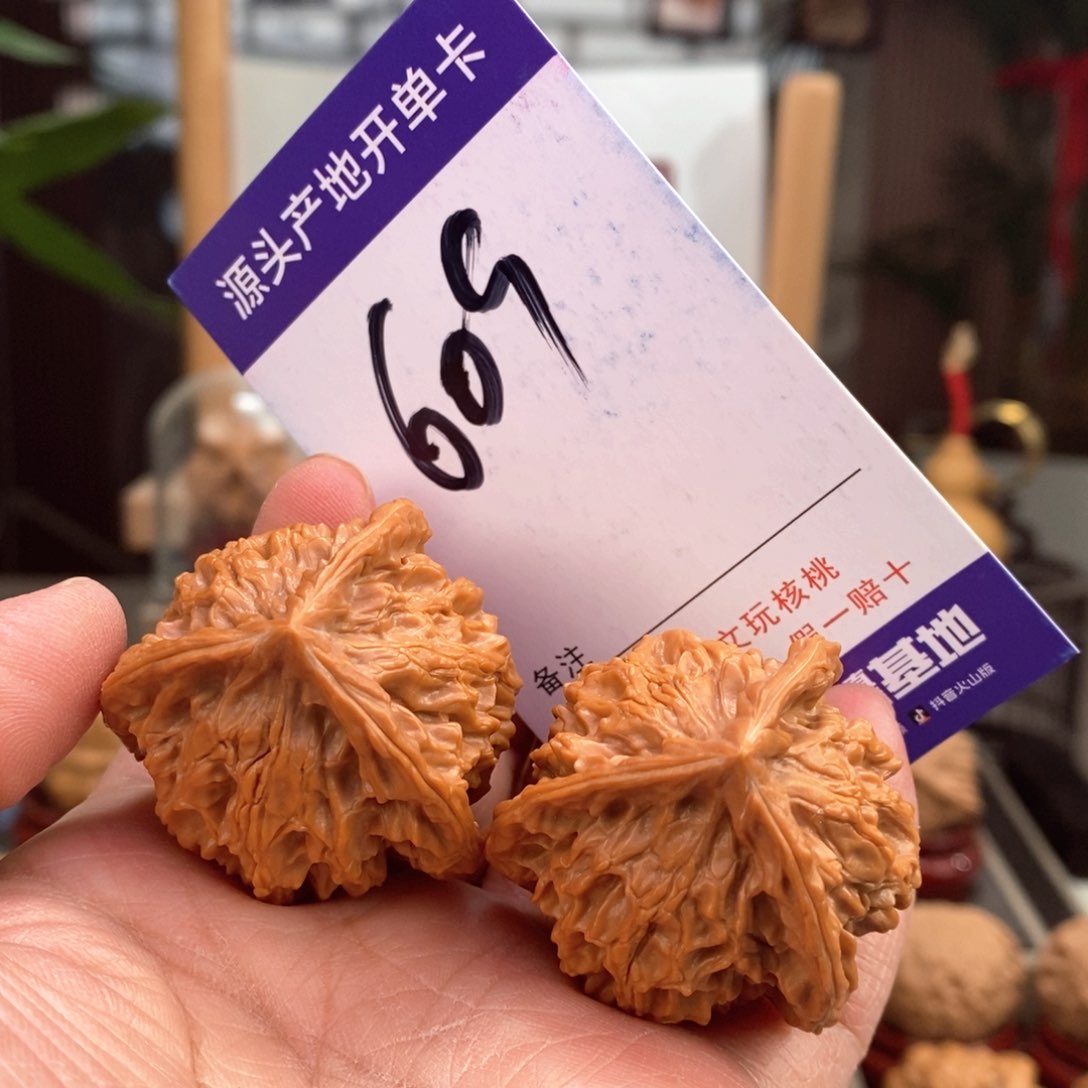 源头产地开单卡
609
备注
文玩核桃
假一赔十
基地
抖音火山版